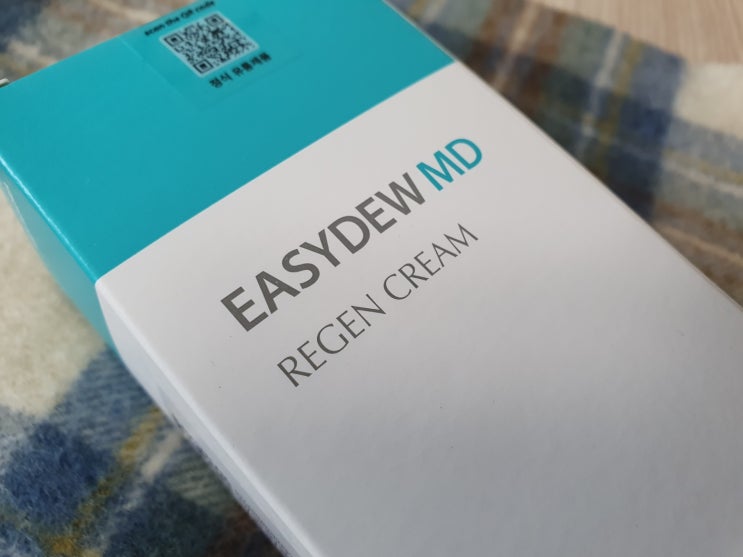 scan the QR code
정식 유통제품
EASYDEW MD
REGEN CREAM